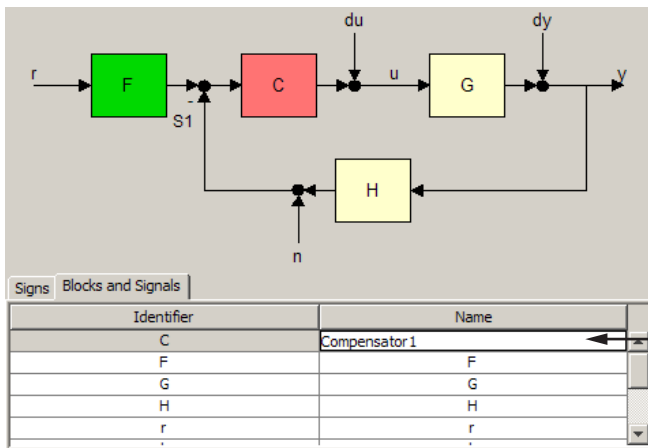 du
dy
r
F
C
u
G
y
-
S1
H
n
Signs Blocks and Signals
Identifier Name
C Compensator1
F F
G G
H H
r r